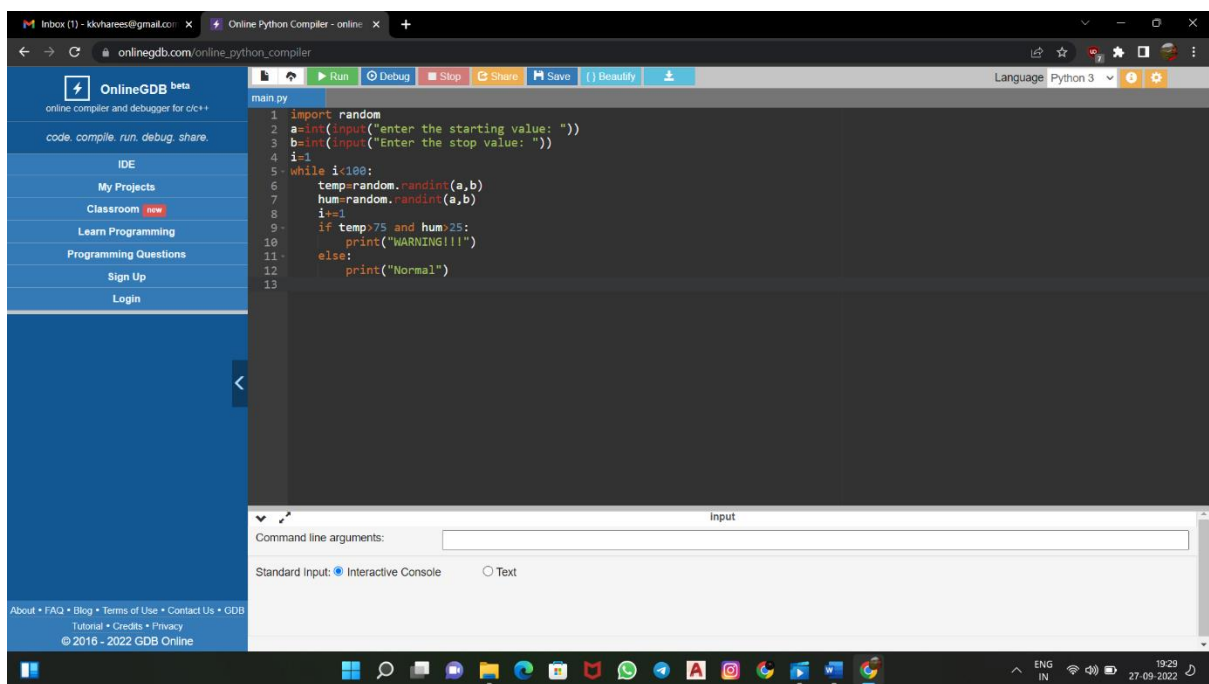 Inbox (1) - kkvharees@gmail.com
Online Python Compiler - online
onlinegdb.com/online_python_compiler
OnlineGDB beta
online compiler and debugger for c/c++
code. compile. run. debug. share.
IDE
My Projects
Classroom new
Learn Programming
Programming Questions
Sign Up
Login
About • FAQ • Blog • Terms of Use • Contact Us • GDB
Tutorial • Credits • Privacy
© 2016 - 2022 GDB Online
Run Debug Stop Share Save { } Beautify
Language Python 3
main.py
1 import random
2 a=int(input("enter the starting value: "))
3 b=int(input("Enter the stop value: "))
4 i=1
5 while i<100:
6 temp=random.randint(a,b)
7 hum=random.randint(a,b)
8 i+=1
9 if temp>75 and hum>25:
10 print("WARNING!!!")
11 else:
12 print("Normal")
13
input
Command line arguments:
Standard Input: Interactive Console Text
ENG
IN
19:29
27-09-2022